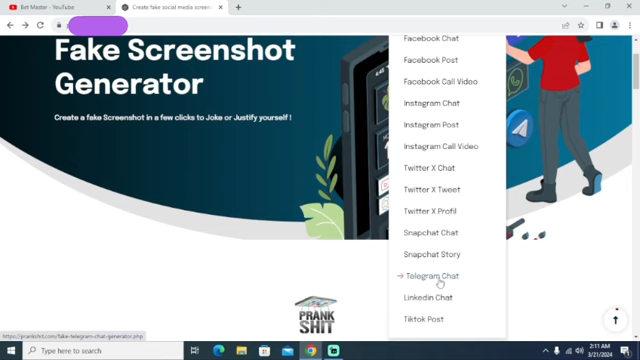 Bet Master - YouTube
Create fake social media screens
Fake Screenshot
Generator
Create a fake Screenshot in a few clicks to Joke or Justify yourself !
Facebook Chat
Facebook Post
Facebook Call Video
Instagram Chat
Instagram Post
Instagram Call Video
Twitter X Chat
Twitter X Tweet
Twitter X Profil
Snapchat Chat
Snapchat Story
Telegram Chat
Linkedin Chat
Tiktok Post
PRANK
SHIT
https://prankshit.com/fake-telegram-chat-generator.php
Type here to search
2:11 AM
3/21/2024